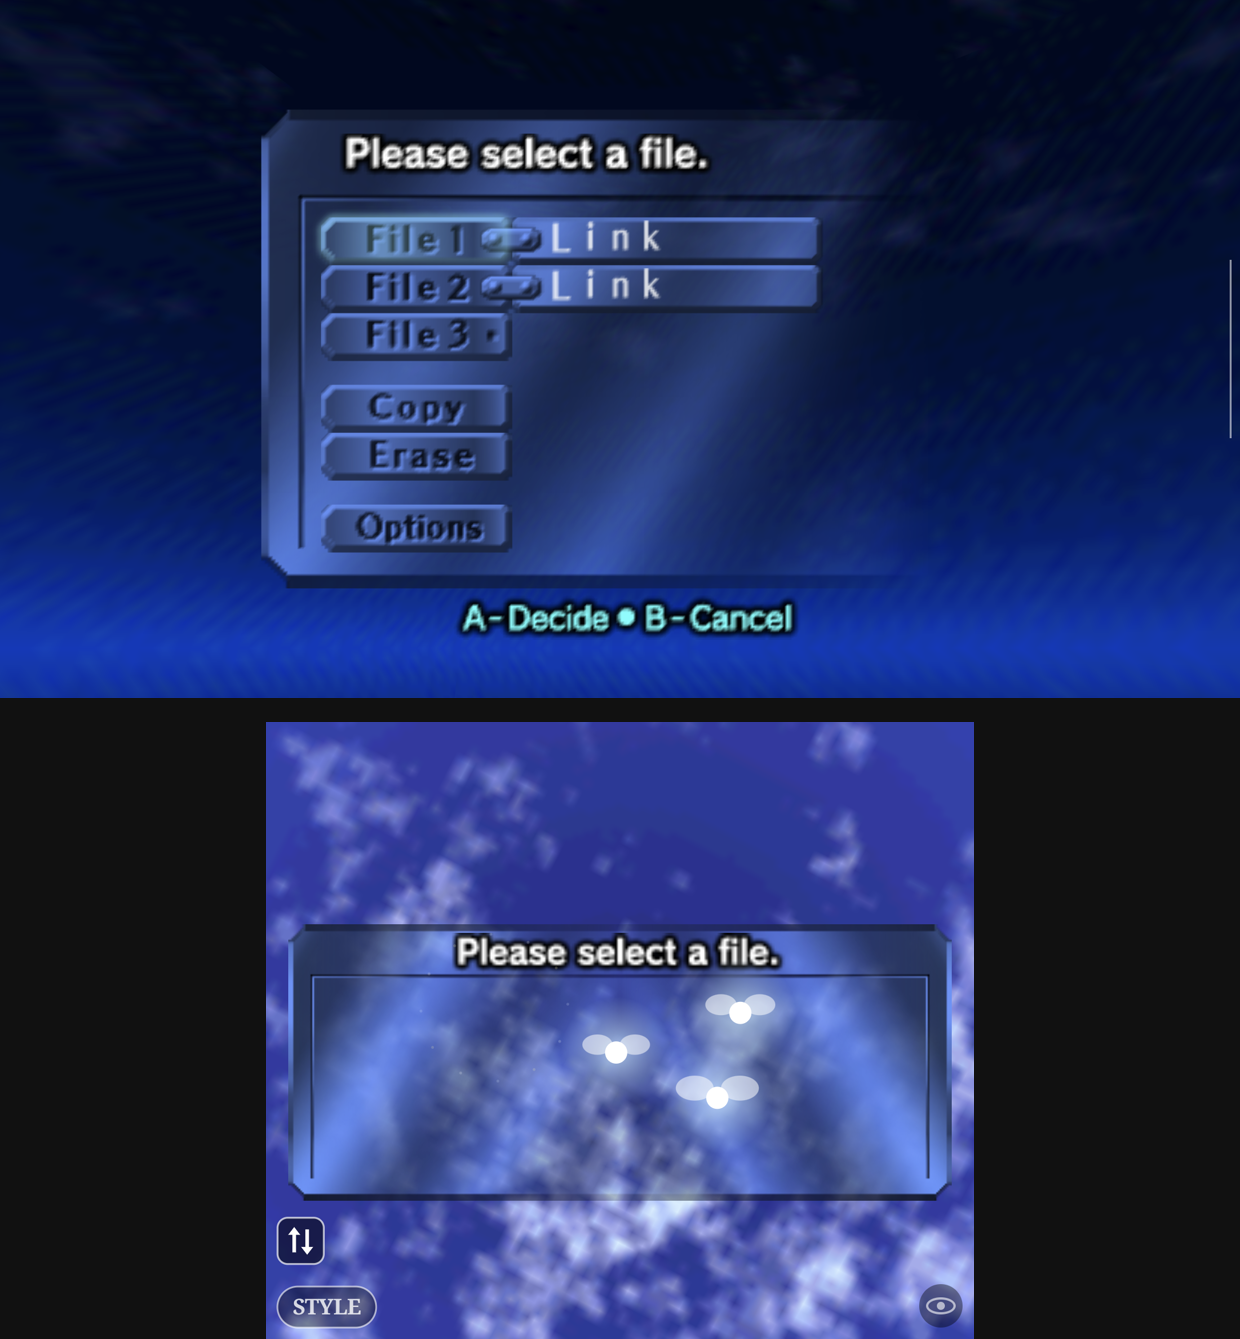 Please select a file.
File 1 Link
File 2 Link
File 3
Copy
Erase
Options
A-Decide • B-Cancel
Please select a file.
STYLE